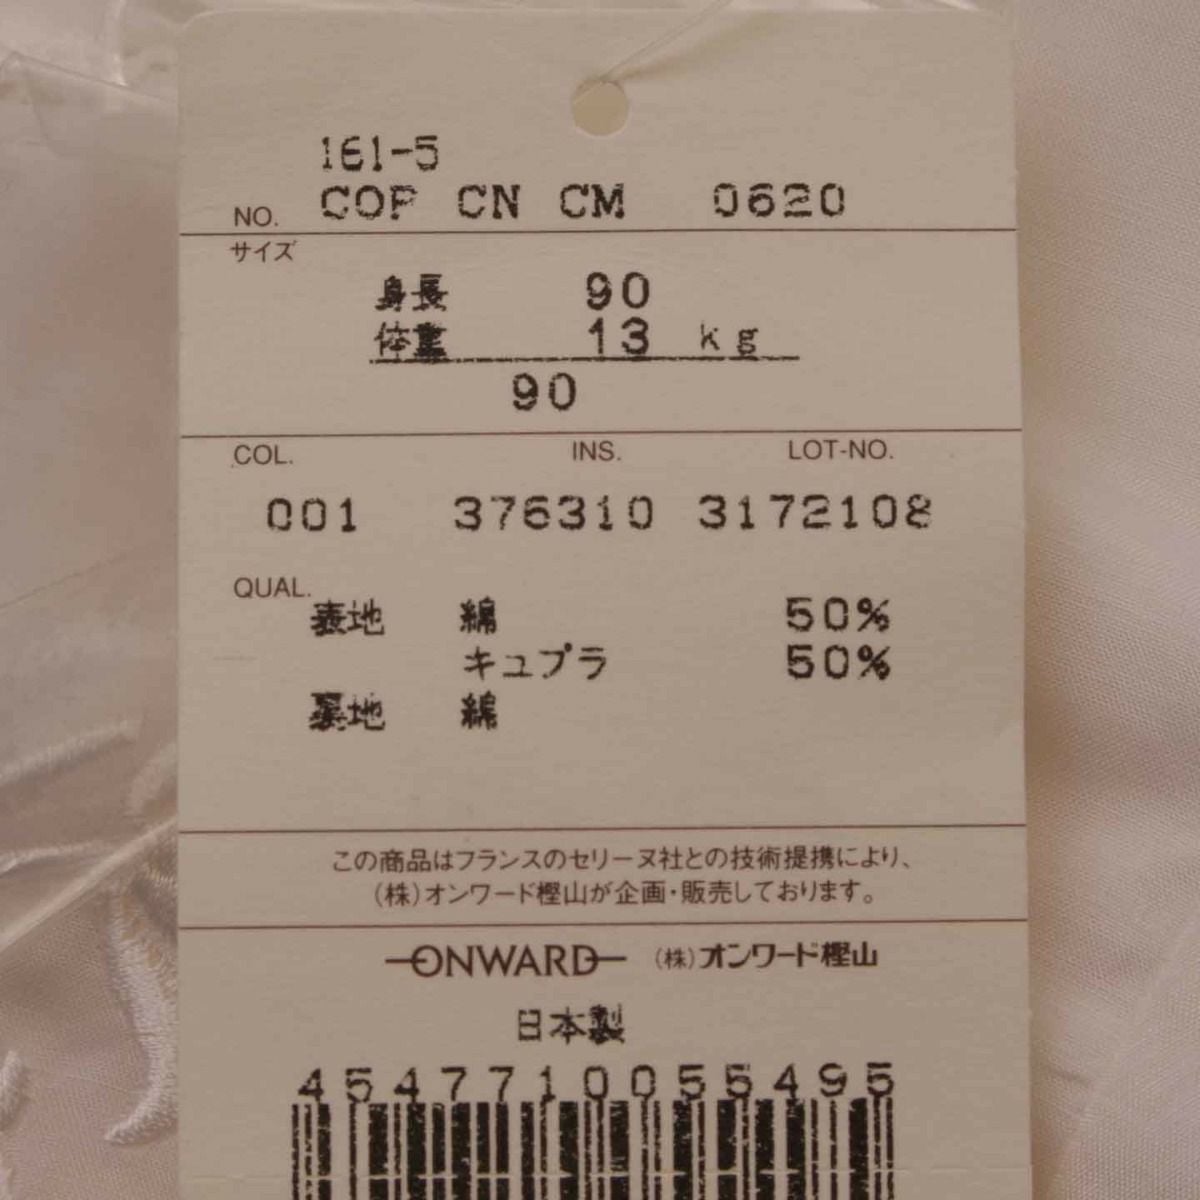 161-5
NO. COP CN CM 0620
サイズ
身長 90
体重 13 kg
90
COL. INS. LOT-NO.
001 376310 3172108
QUAL.
表地 綿 50%
キュプラ 50%
裏地 綿
この商品はフランスのセリーヌ社との技術提携により、
(株)オンワード樫山が企画・販売しております。
ONWARD (株)オンワード樫山
日本製
4547710055495